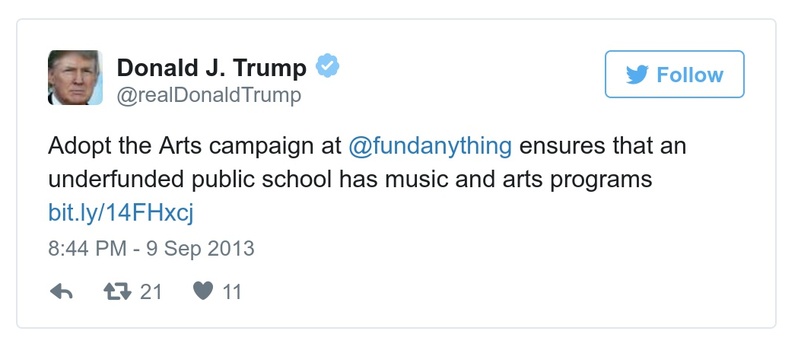 Donald J. Trump
@realDonaldTrump
Follow
Adopt the Arts campaign at @fundanything ensures that an
underfunded public school has music and arts programs
bit.ly/14FHxcj
8:44 PM - 9 Sep 2013
21 11